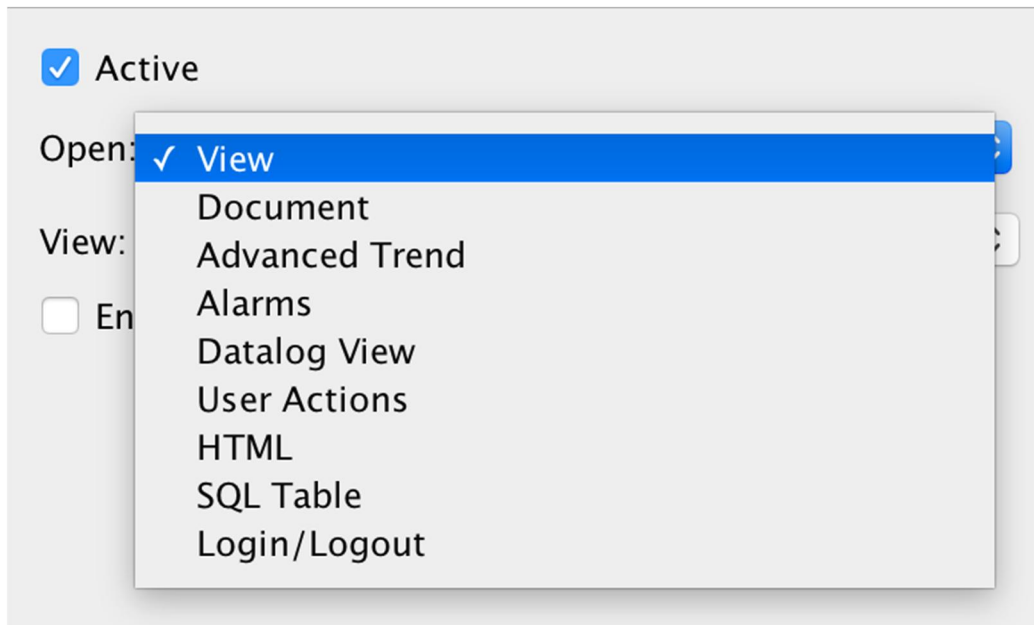 Active
Open:
View
Document
Advanced Trend
Alarms
Datalog View
User Actions
HTML
SQL Table
Login/Logout
View: